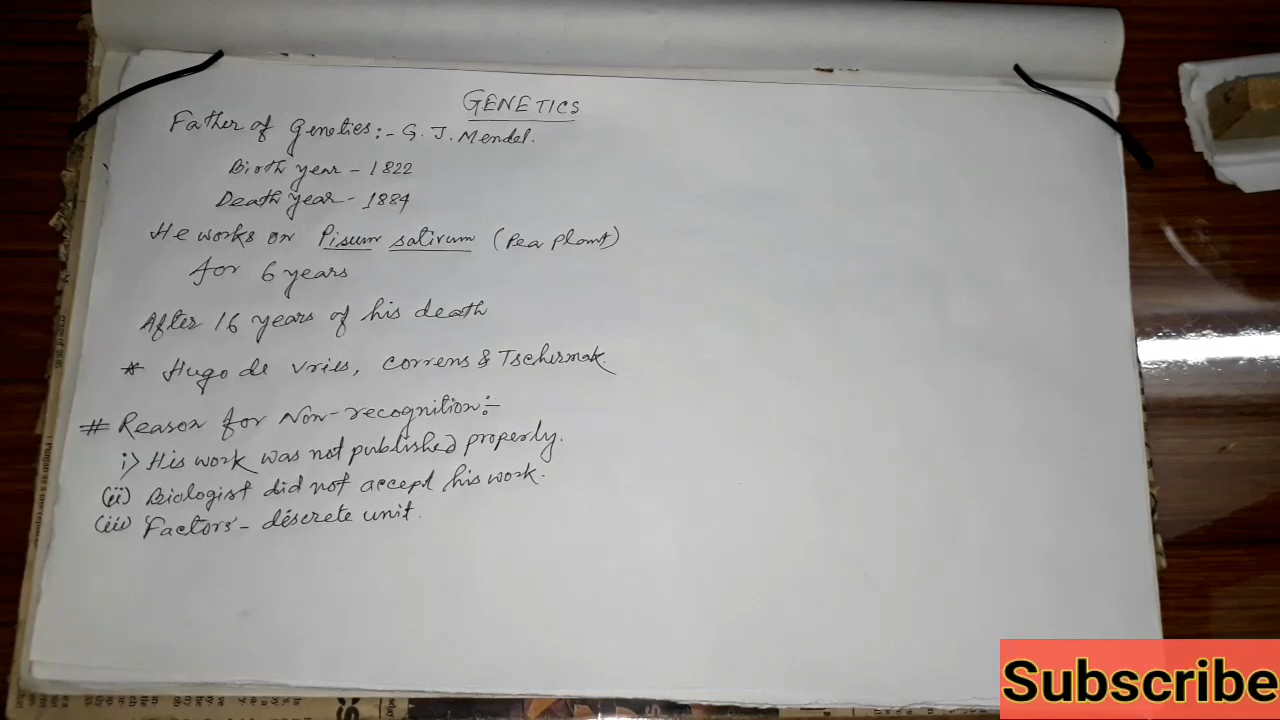 GENETICS
Father of Genetics:- G. J. Mendel.
Birth year - 1822
Death year - 1884
He works on Pisum sativum (Pea plant)
for 6 years
After 16 years of his death
* Hugo de Vries, Correns & Tschermak.
# Reason for Non-recognition:-
i) His work was not published properly.
(ii) Biologist did not accept his work.
(iii) 'Factors' - discrete unit.
Subscribe